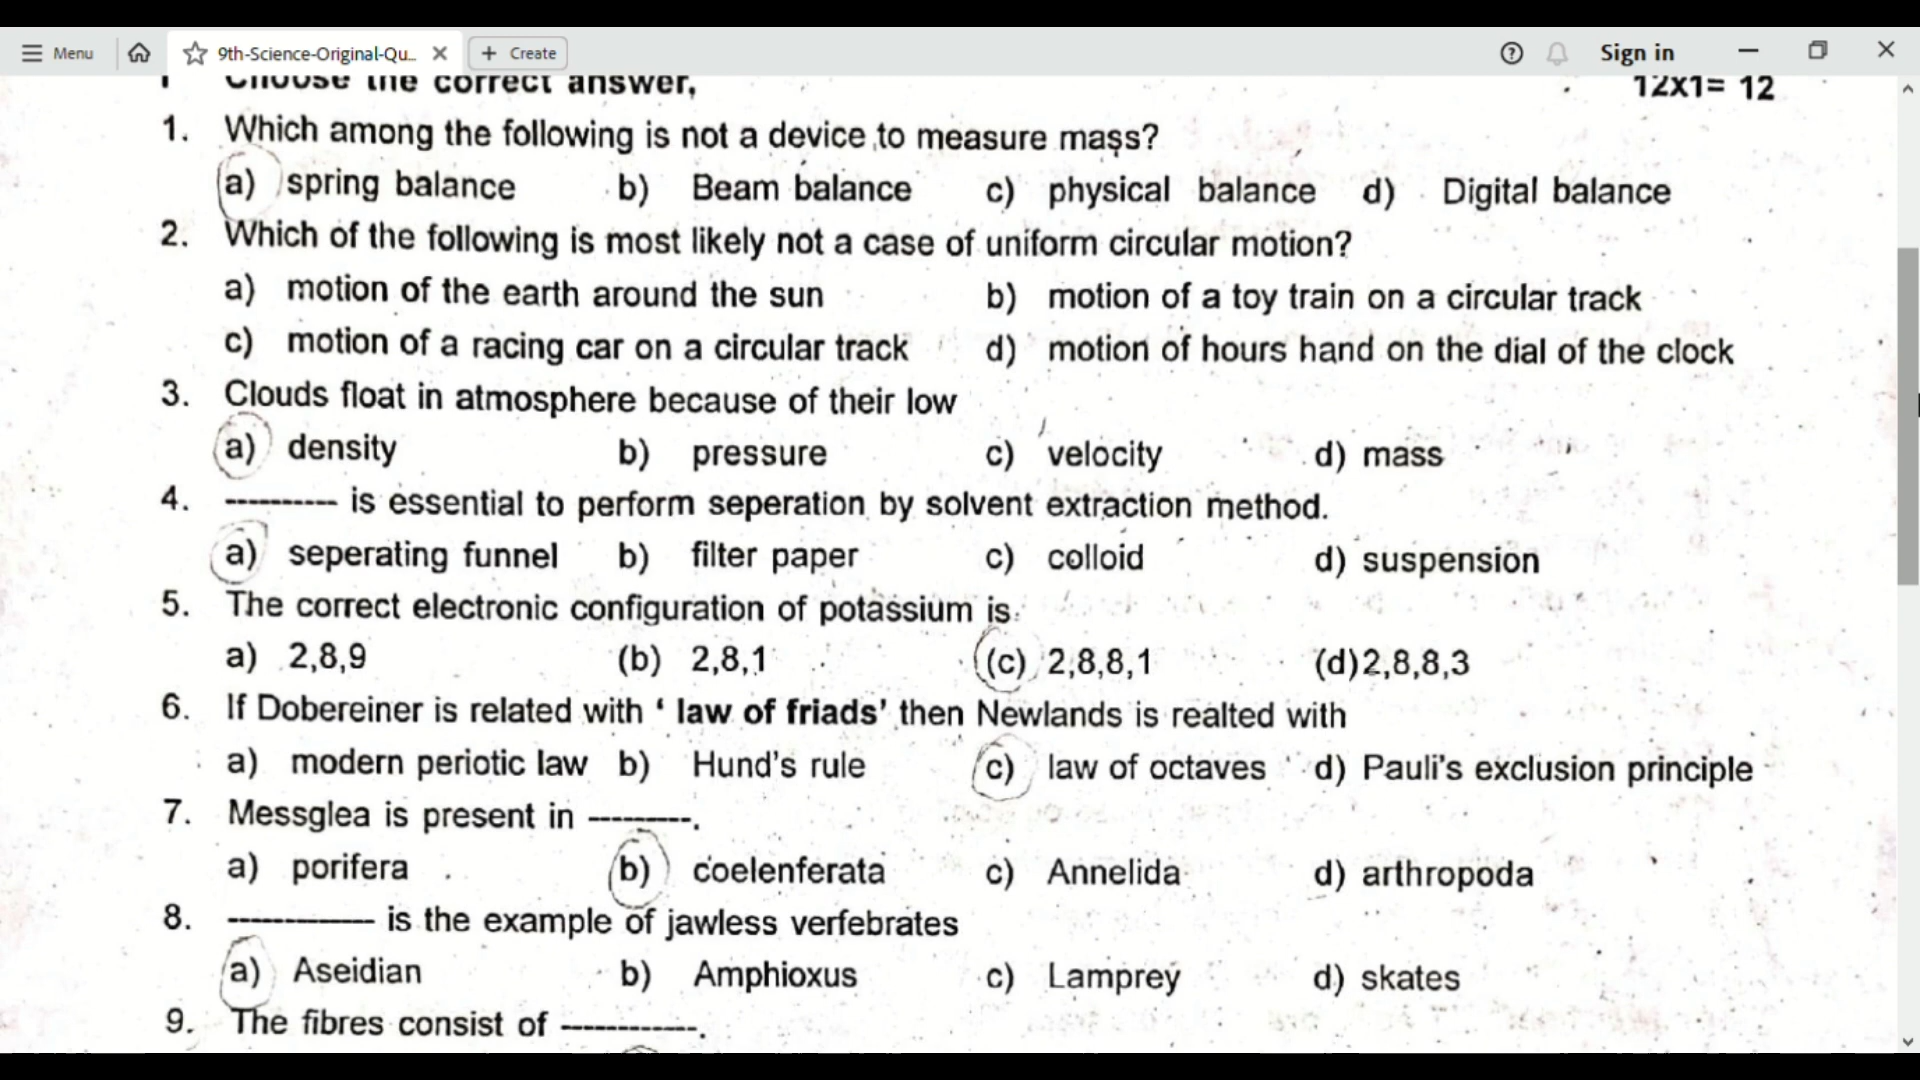 Menu
9th-Science-Original-Qu...
+ Create
Sign in
I Choose the correct answer. 12x1= 12
1. Which among the following is not a device to measure mass?
a) spring balance b) Beam balance c) physical balance d) Digital balance
2. Which of the following is most likely not a case of uniform circular motion?
a) motion of the earth around the sun b) motion of a toy train on a circular track
c) motion of a racing car on a circular track d) motion of hours hand on the dial of the clock
3. Clouds float in atmosphere because of their low
a) density b) pressure c) velocity d) mass
4. ---------- is essential to perform seperation by solvent extraction method.
a) seperating funnel b) filter paper c) colloid d) suspension
5. The correct electronic configuration of potassium is
a) 2,8,9 (b) 2,8,1 (c) 2,8,8,1 (d)2,8,8,3
6. If Dobereiner is related with ‘ law of friads’ then Newlands is realted with
a) modern periotic law b) Hund's rule c) law of octaves d) Pauli's exclusion principle
7. Messglea is present in ---------.
a) porifera b) coelenferata c) Annelida d) arthropoda
8. ------------- is the example of jawless verfebrates
a) Aseidian b) Amphioxus c) Lamprey d) skates
9. The fibres consist of ------------.